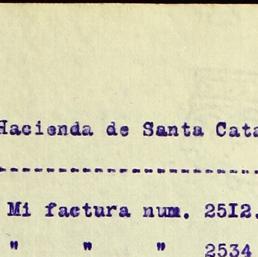 Hacienda de Santa Cata
--------------------
Mi factura num. 2512.
" " " 2534